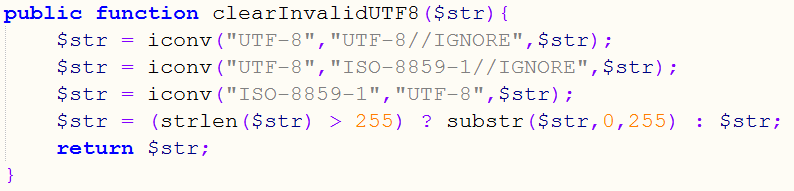 public function clearInvalidUTF8($str){
    $str = iconv("UTF-8","UTF-8//IGNORE",$str);
    $str = iconv("UTF-8","ISO-8859-1//IGNORE",$str);
    $str = iconv("ISO-8859-1","UTF-8",$str);
    $str = (strlen($str) > 255) ? substr($str,0,255) : $str;
    return $str;
}